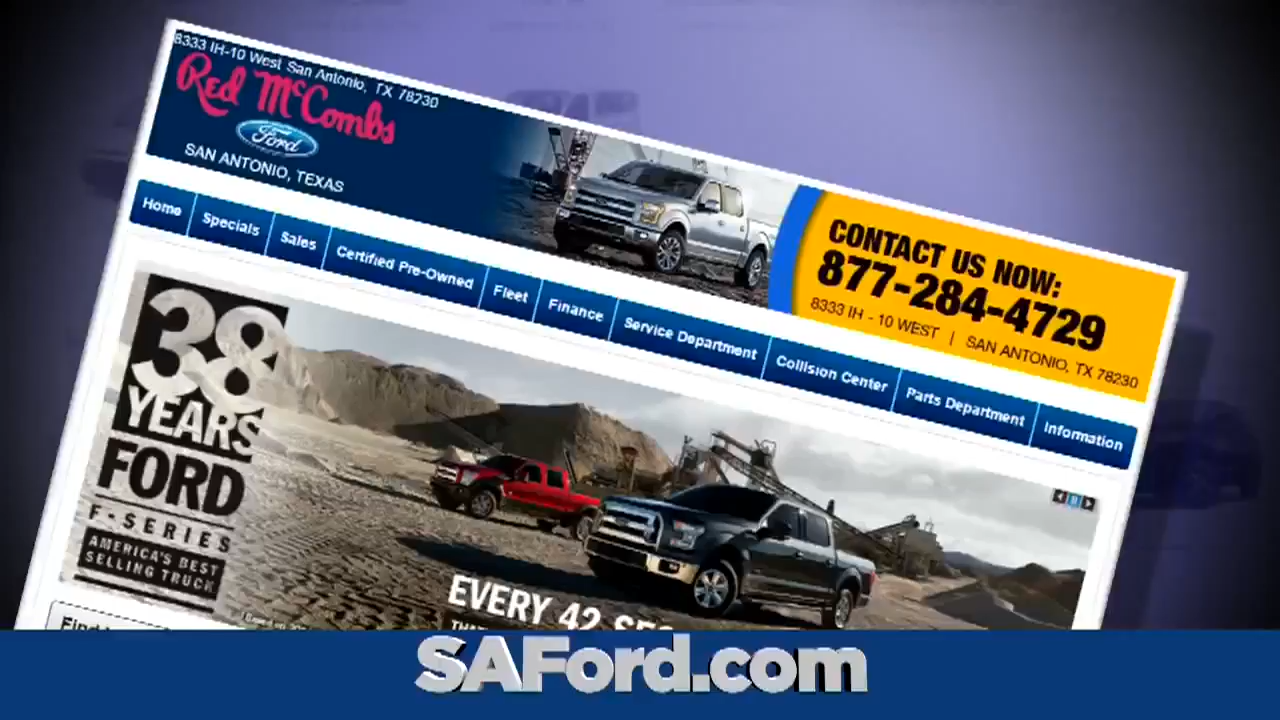 8333 IH-10 West San Antonio, TX 78230
Red McCombs
Ford
SAN ANTONIO, TEXAS
CONTACT US NOW:
877-284-4729
8333 IH - 10 WEST | SAN ANTONIO, TX 78230
Home Specials Sales Certified Pre-Owned Fleet Finance Service Department Collision Center Parts Department Information
38
YEARS
FORD
F-SERIES
AMERICA'S BEST
SELLING TRUCK
EVERY 42
SAFord.com